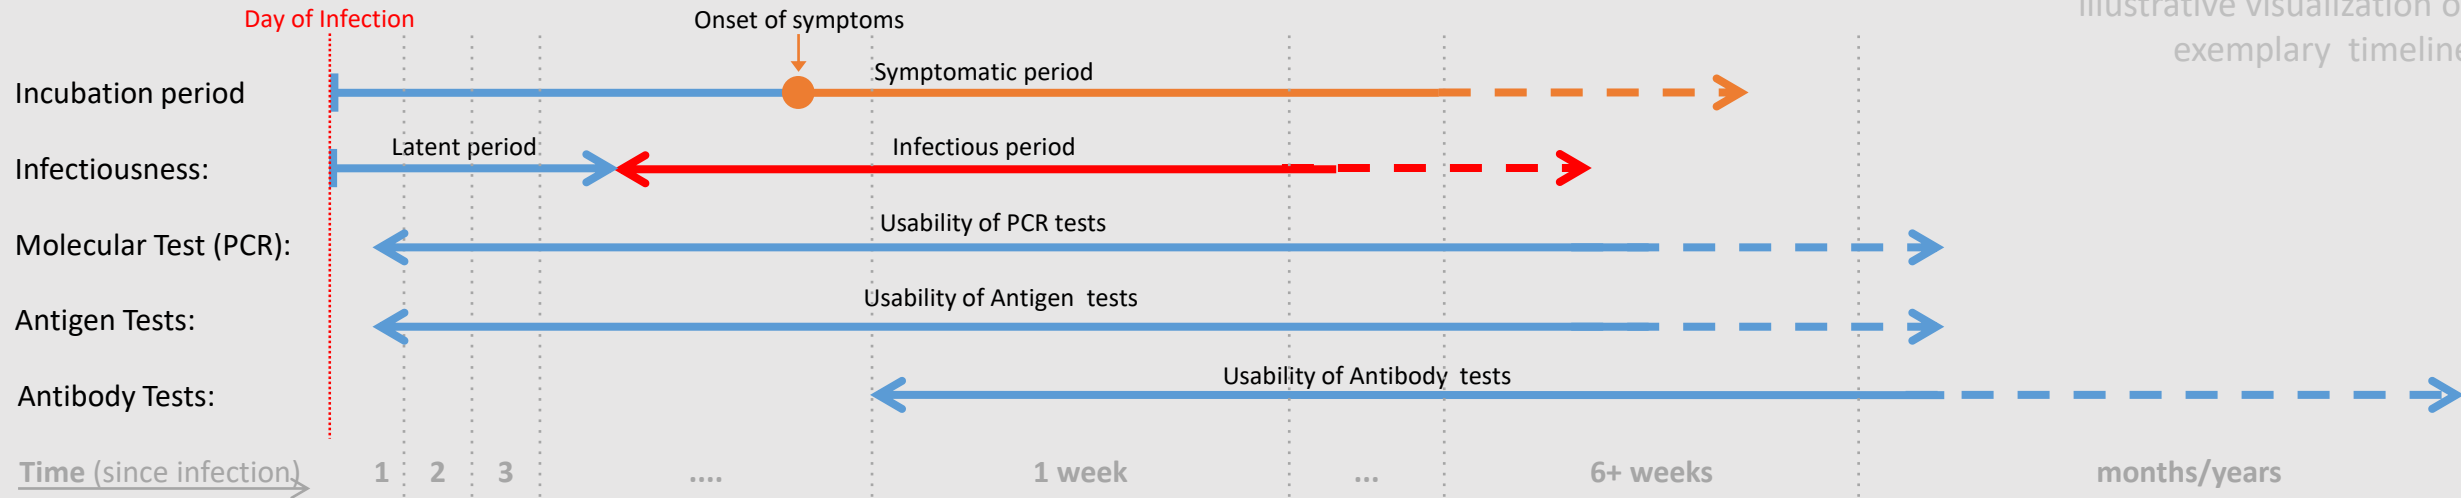 Day of Infection
Onset of symptoms
illustrative visualization o
exemplary timeline
Symptomatic period
Incubation period
Latent period
Infectious period
Infectiousness:
Usability of PCR tests
Molecular Test (PCR):
Usability of Antigen tests
Antigen Tests:
Usability of Antibody tests
Antibody Tests:
Time (since infection) 1 2 3 .... 1 week ... 6+ weeks months/years